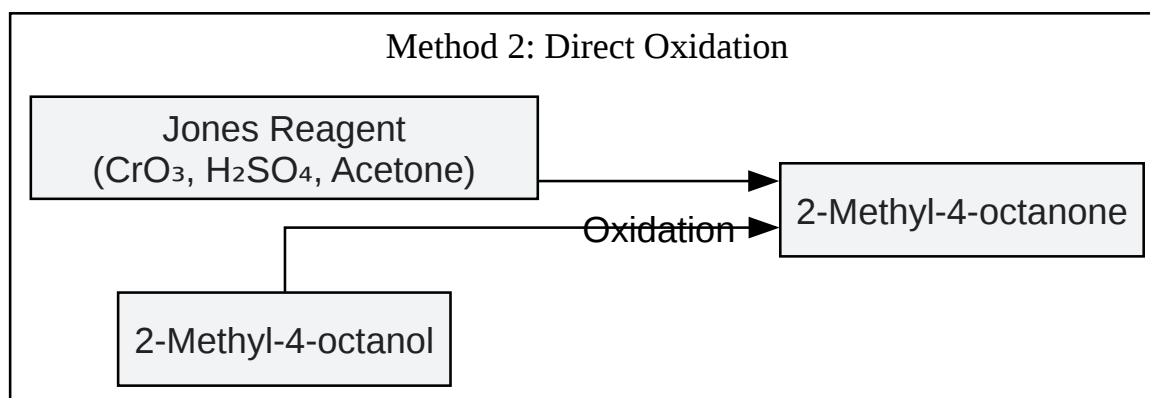 Method 2: Direct Oxidation
Jones Reagent
(CrO₃, H₂SO₄, Acetone)
2-Methyl-4-octanone
Oxidation
2-Methyl-4-octanol